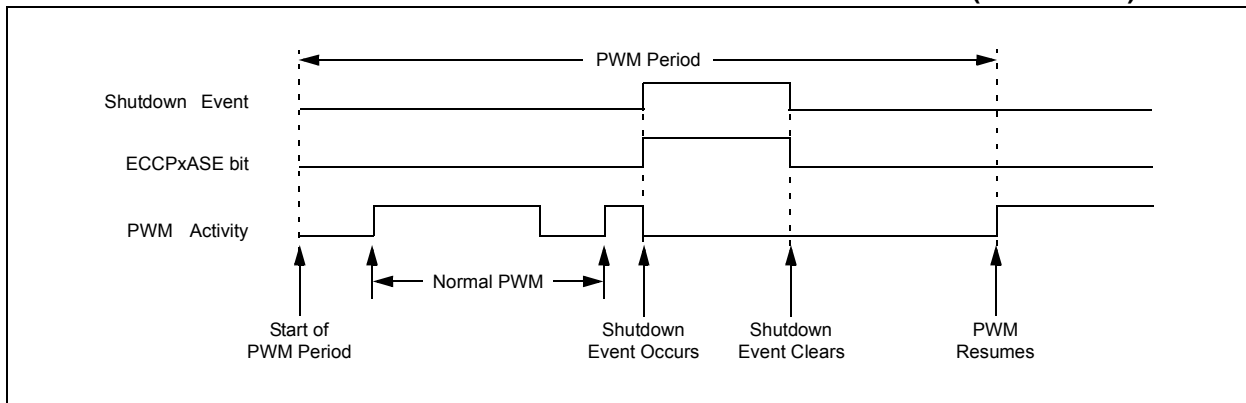 PWM Period
Shutdown Event
ECCPxASE bit
PWM Activity
Normal PWM
Start of
PWM Period
Shutdown
Event Occurs
Shutdown
Event Clears
PWM
Resumes